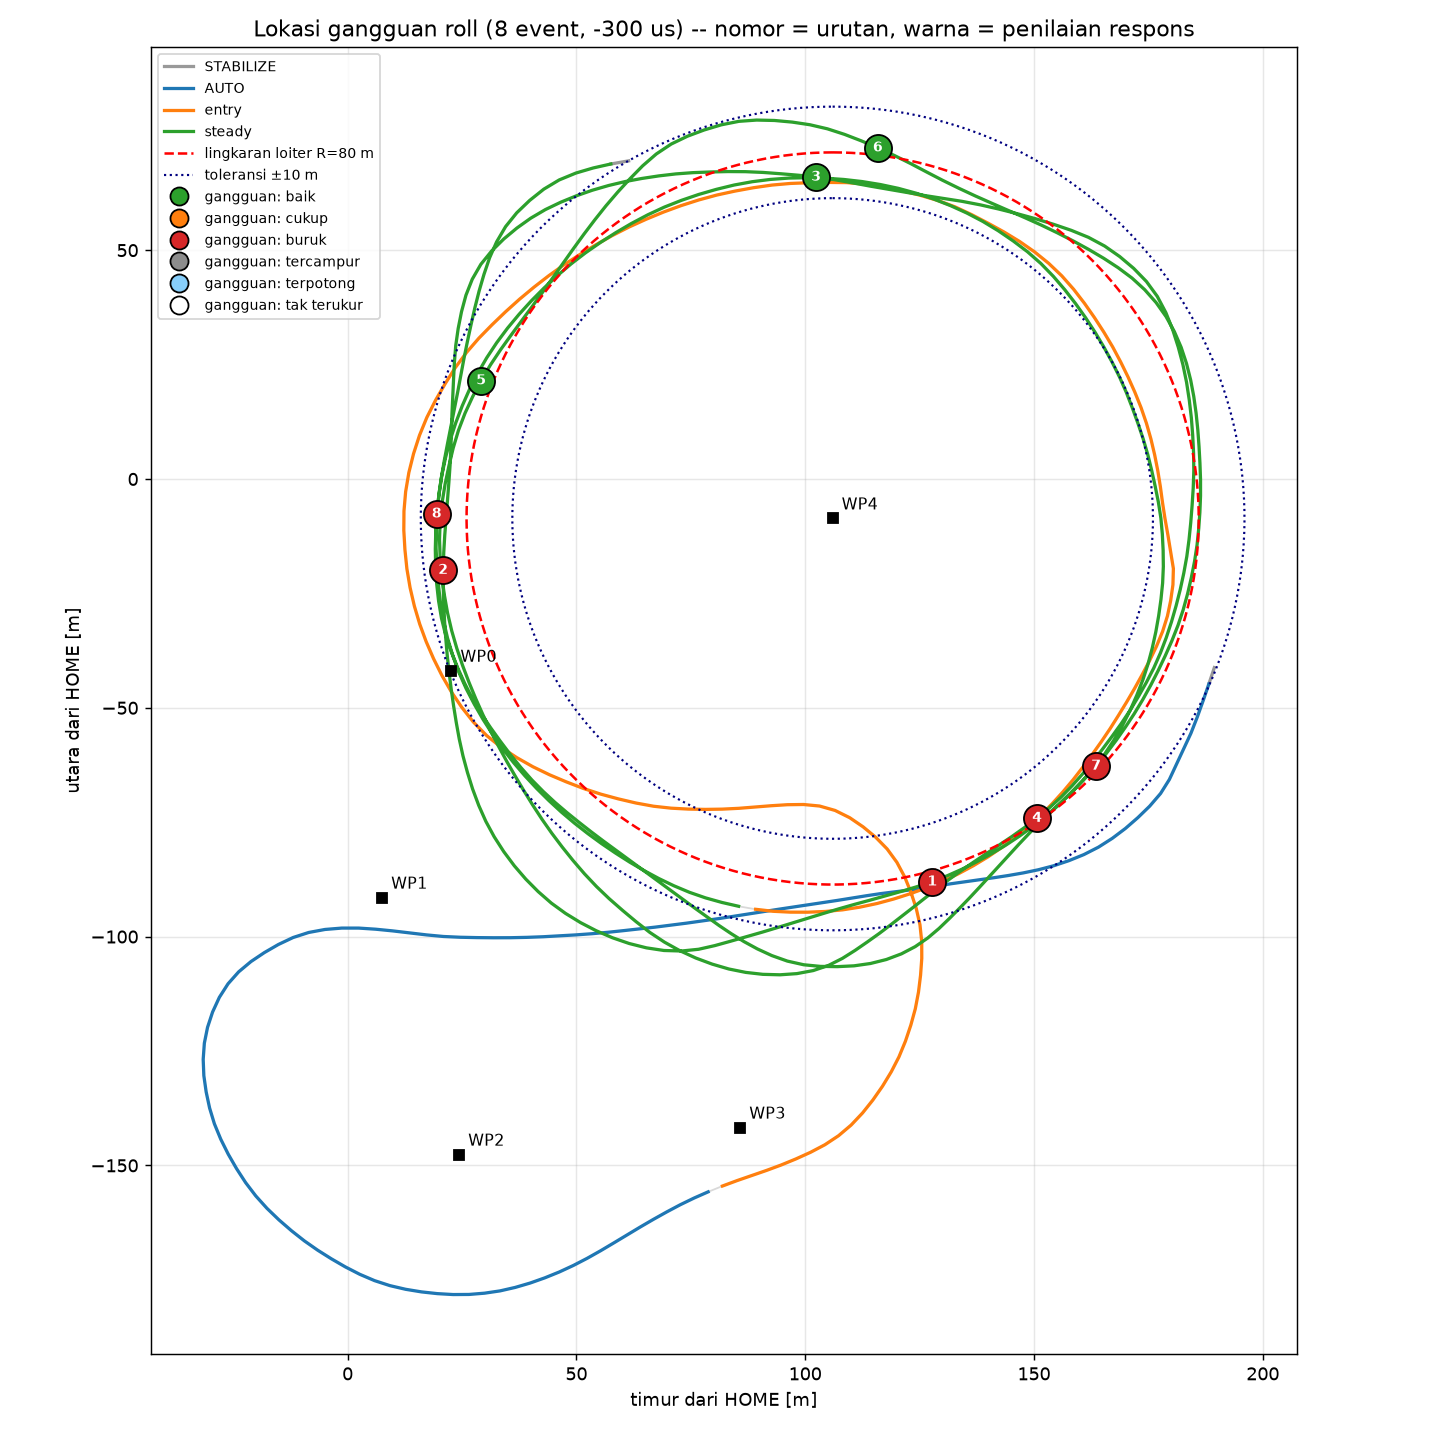 Lokasi gangguan roll (8 event, -300 us) -- nomor = urutan, warna = penilaian respons
STABILIZE
AUTO
entry
steady
lingkaran loiter R=80 m
toleransi ±10 m
gangguan: baik
gangguan: cukup
gangguan: buruk
gangguan: tercampur
gangguan: terpotong
gangguan: tak terukur
6
3
5
8
2
7
4
1
WP4
WP0
WP1
WP3
WP2
50
0
−50
−100
−150
utara dari HOME [m]
0
50
100
150
200
timur dari HOME [m]